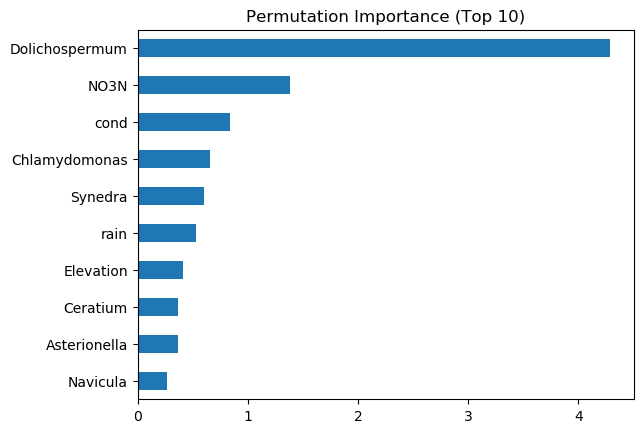 Permutation Importance (Top 10)
Dolichospermum
NO3N
cond
Chlamydomonas
Synedra
rain
Elevation
Ceratium
Asterionella
Navicula
0 1 2 3 4